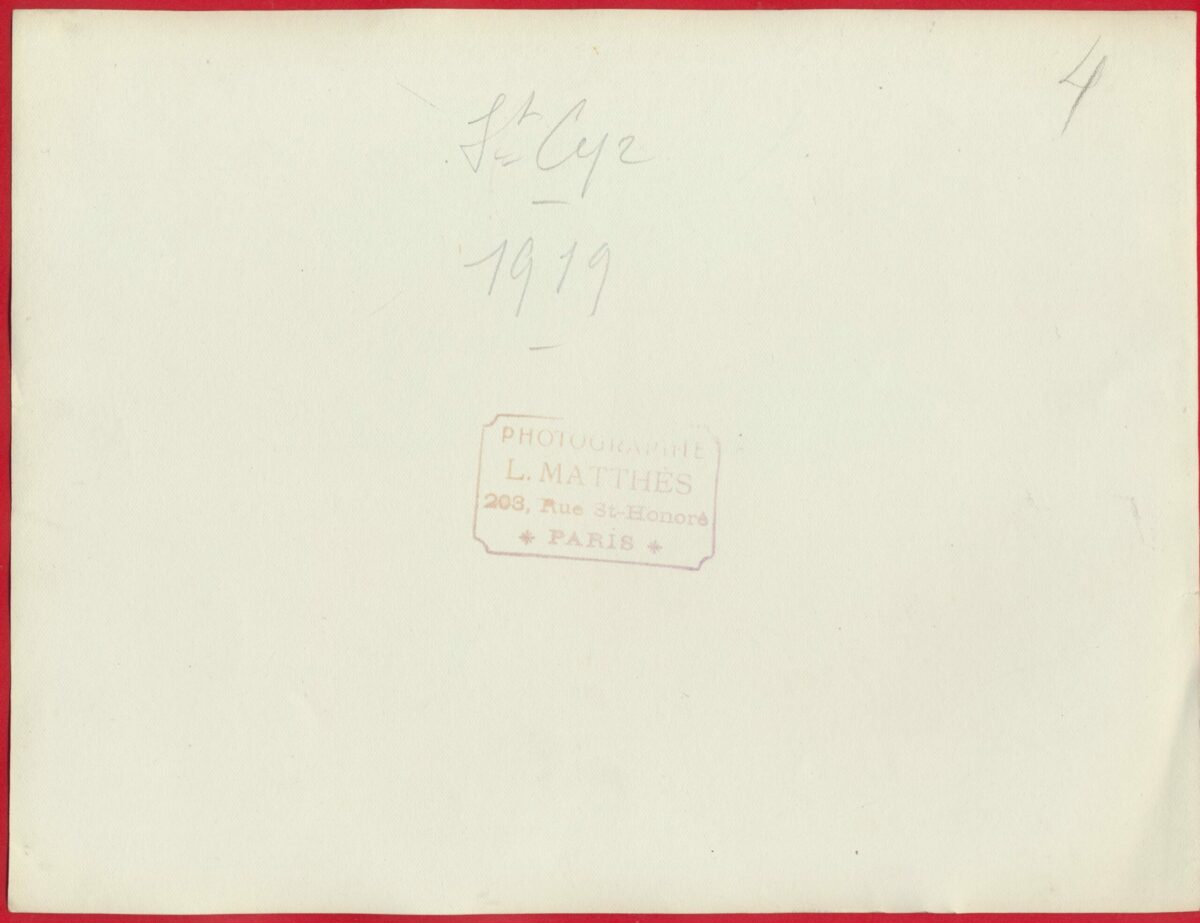 4
St Cyr
1919
PHOTOGRAPHIE
L. MATTHES
203, Rue St-Honoré
* PARIS *